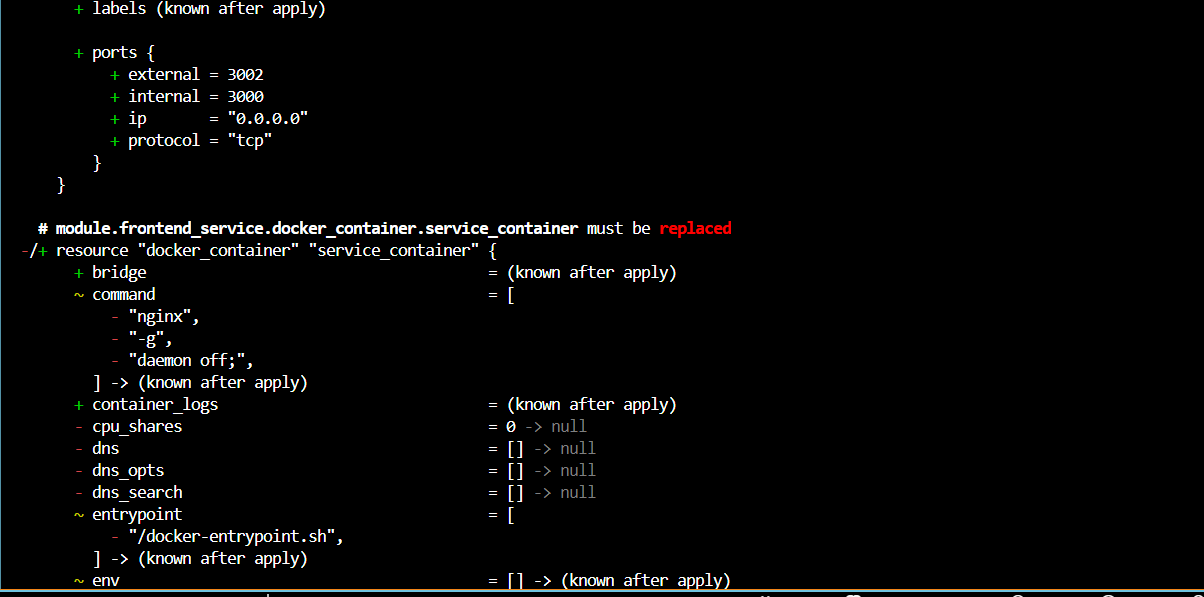 + labels (known after apply)
+ ports {
+ external = 3002
+ internal = 3000
+ ip       = "0.0.0.0"
+ protocol = "tcp"
}
}
# module.frontend_service.docker_container.service_container must be replaced
-/+ resource "docker_container" "service_container" {
+ bridge                                      = (known after apply)
~ command                                     = [
- "nginx",
- "-g",
- "daemon off;",
] -> (known after apply)
+ container_logs                              = (known after apply)
- cpu_shares                                  = 0 -> null
- dns                                         = [] -> null
- dns_opts                                    = [] -> null
- dns_search                                  = [] -> null
~ entrypoint                                  = [
- "/docker-entrypoint.sh",
] -> (known after apply)
~ env                                         = [] -> (known after apply)